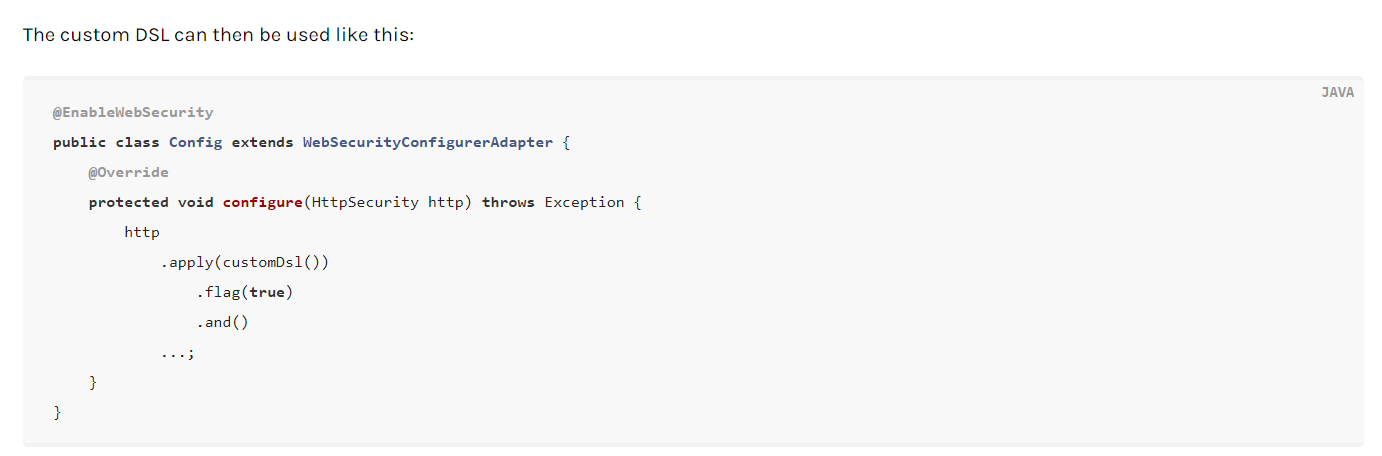 The custom DSL can then be used like this:
JAVA
@EnableWebSecurity
public class Config extends WebSecurityConfigurerAdapter {
    @Override
    protected void configure(HttpSecurity http) throws Exception {
        http
            .apply(customDsl())
                .flag(true)
                .and()
            ...;
    }
}